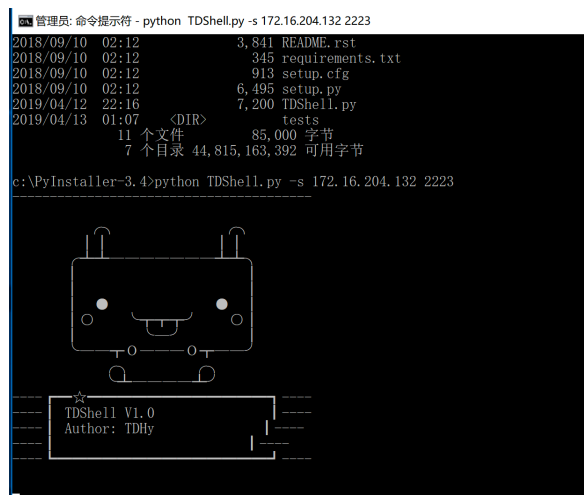 管理员: 命令提示符 - python  TDShell.py -s 172.16.204.132 2223
2018/09/10  02:12             3,841 README.rst
2018/09/10  02:12               345 requirements.txt
2018/09/10  02:12               913 setup.cfg
2018/09/10  02:12             6,495 setup.py
2019/04/12  22:16             7,200 TDShell.py
2019/04/13  01:07    <DIR>          tests
11 个文件         85,000 字节
7 个目录 44,815,163,392 可用字节
c:\PyInstaller-3.4>python TDShell.py -s 172.16.204.132 2223
TDShell V1.0
Author: TDHy